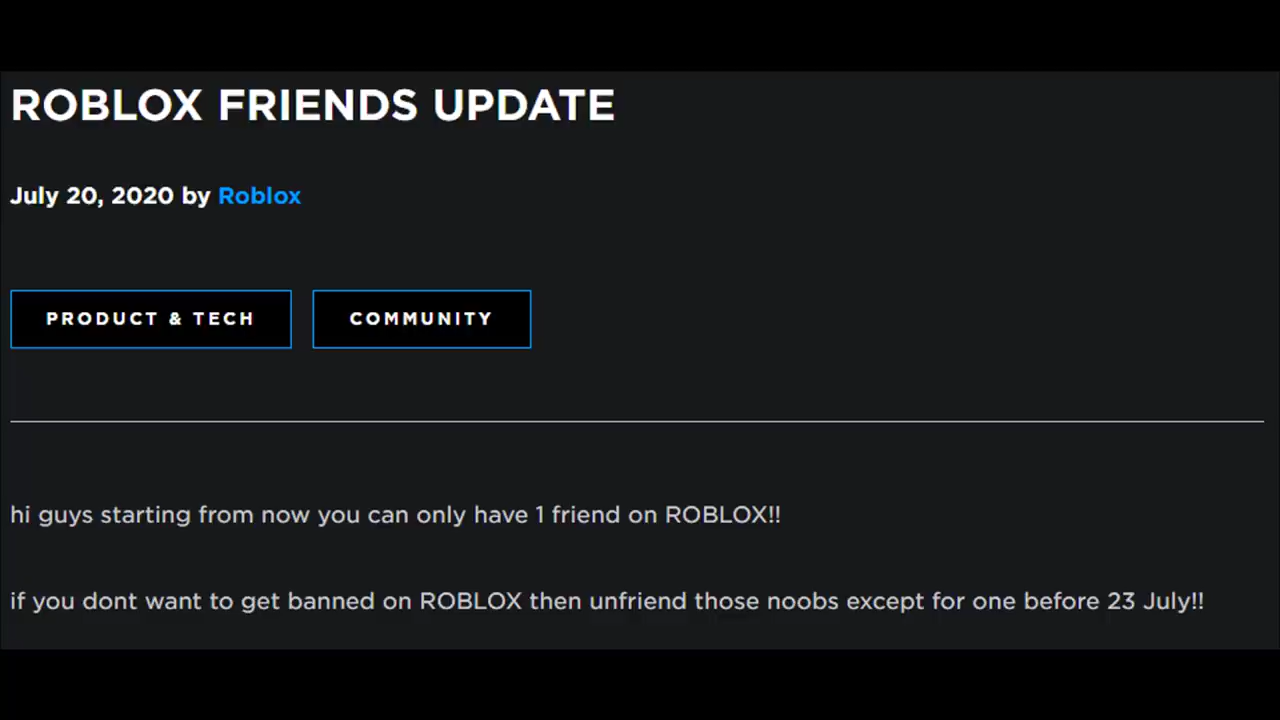 ROBLOX FRIENDS UPDATE
July 20, 2020 by Roblox
PRODUCT & TECH COMMUNITY
hi guys starting from now you can only have 1 friend on ROBLOX!!
if you dont want to get banned on ROBLOX then unfriend those noobs except for one before 23 July!!